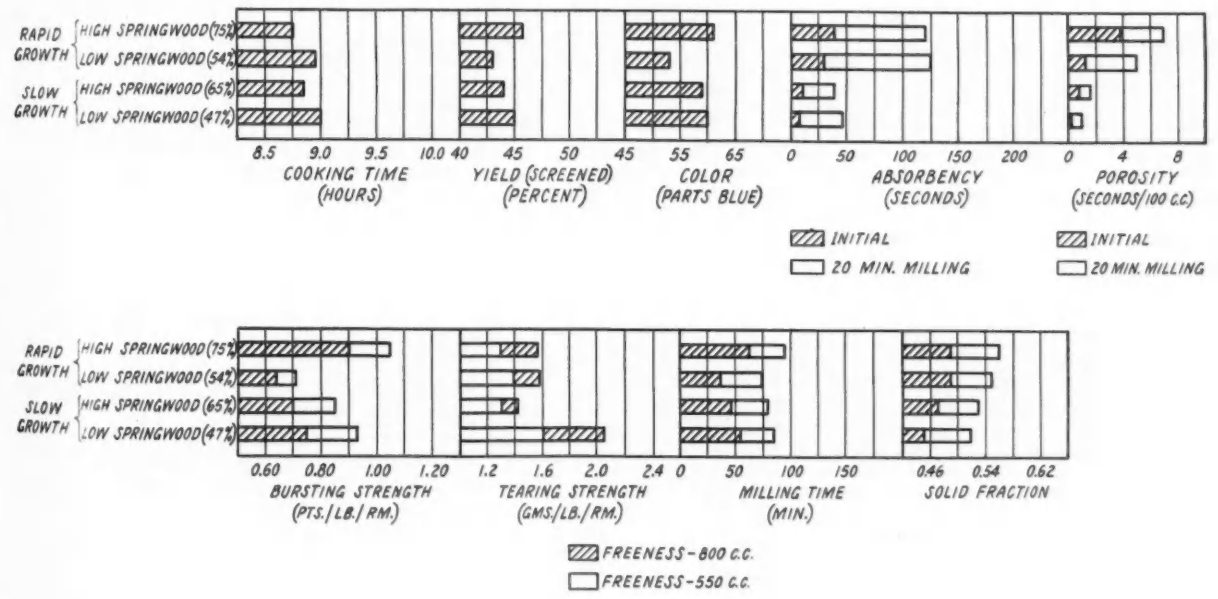 RAPID GROWTH { HIGH SPRINGWOOD (75%)
LOW SPRINGWOOD (54%)
SLOW GROWTH { HIGH SPRINGWOOD (65%)
LOW SPRINGWOOD (47%)
8.5 9.0 9.5 10.0
COOKING TIME
(HOURS)
40 45 50
YIELD (SCREENED)
(PERCENT)
45 55 65
COLOR
(PARTS BLUE)
0 50 100 150 200
ABSORBENCY
(SECONDS)
0 4 8
POROSITY
(SECONDS/100 C.C.)
INITIAL
20 MIN. MILLING
INITIAL
20 MIN. MILLING
RAPID GROWTH { HIGH SPRINGWOOD (75%)
LOW SPRINGWOOD (54%)
SLOW GROWTH { HIGH SPRINGWOOD (65%)
LOW SPRINGWOOD (47%)
0.60 0.80 1.00 1.20
BURSTING STRENGTH
(PTS./LB./RM.)
1.2 1.6 2.0 2.4
TEARING STRENGTH
(GMS./LB./RM.)
0 50 100 150
MILLING TIME
(MIN.)
0.46 0.54 0.62
SOLID FRACTION
FREENESS-800 C.C.
FREENESS-550 C.C.